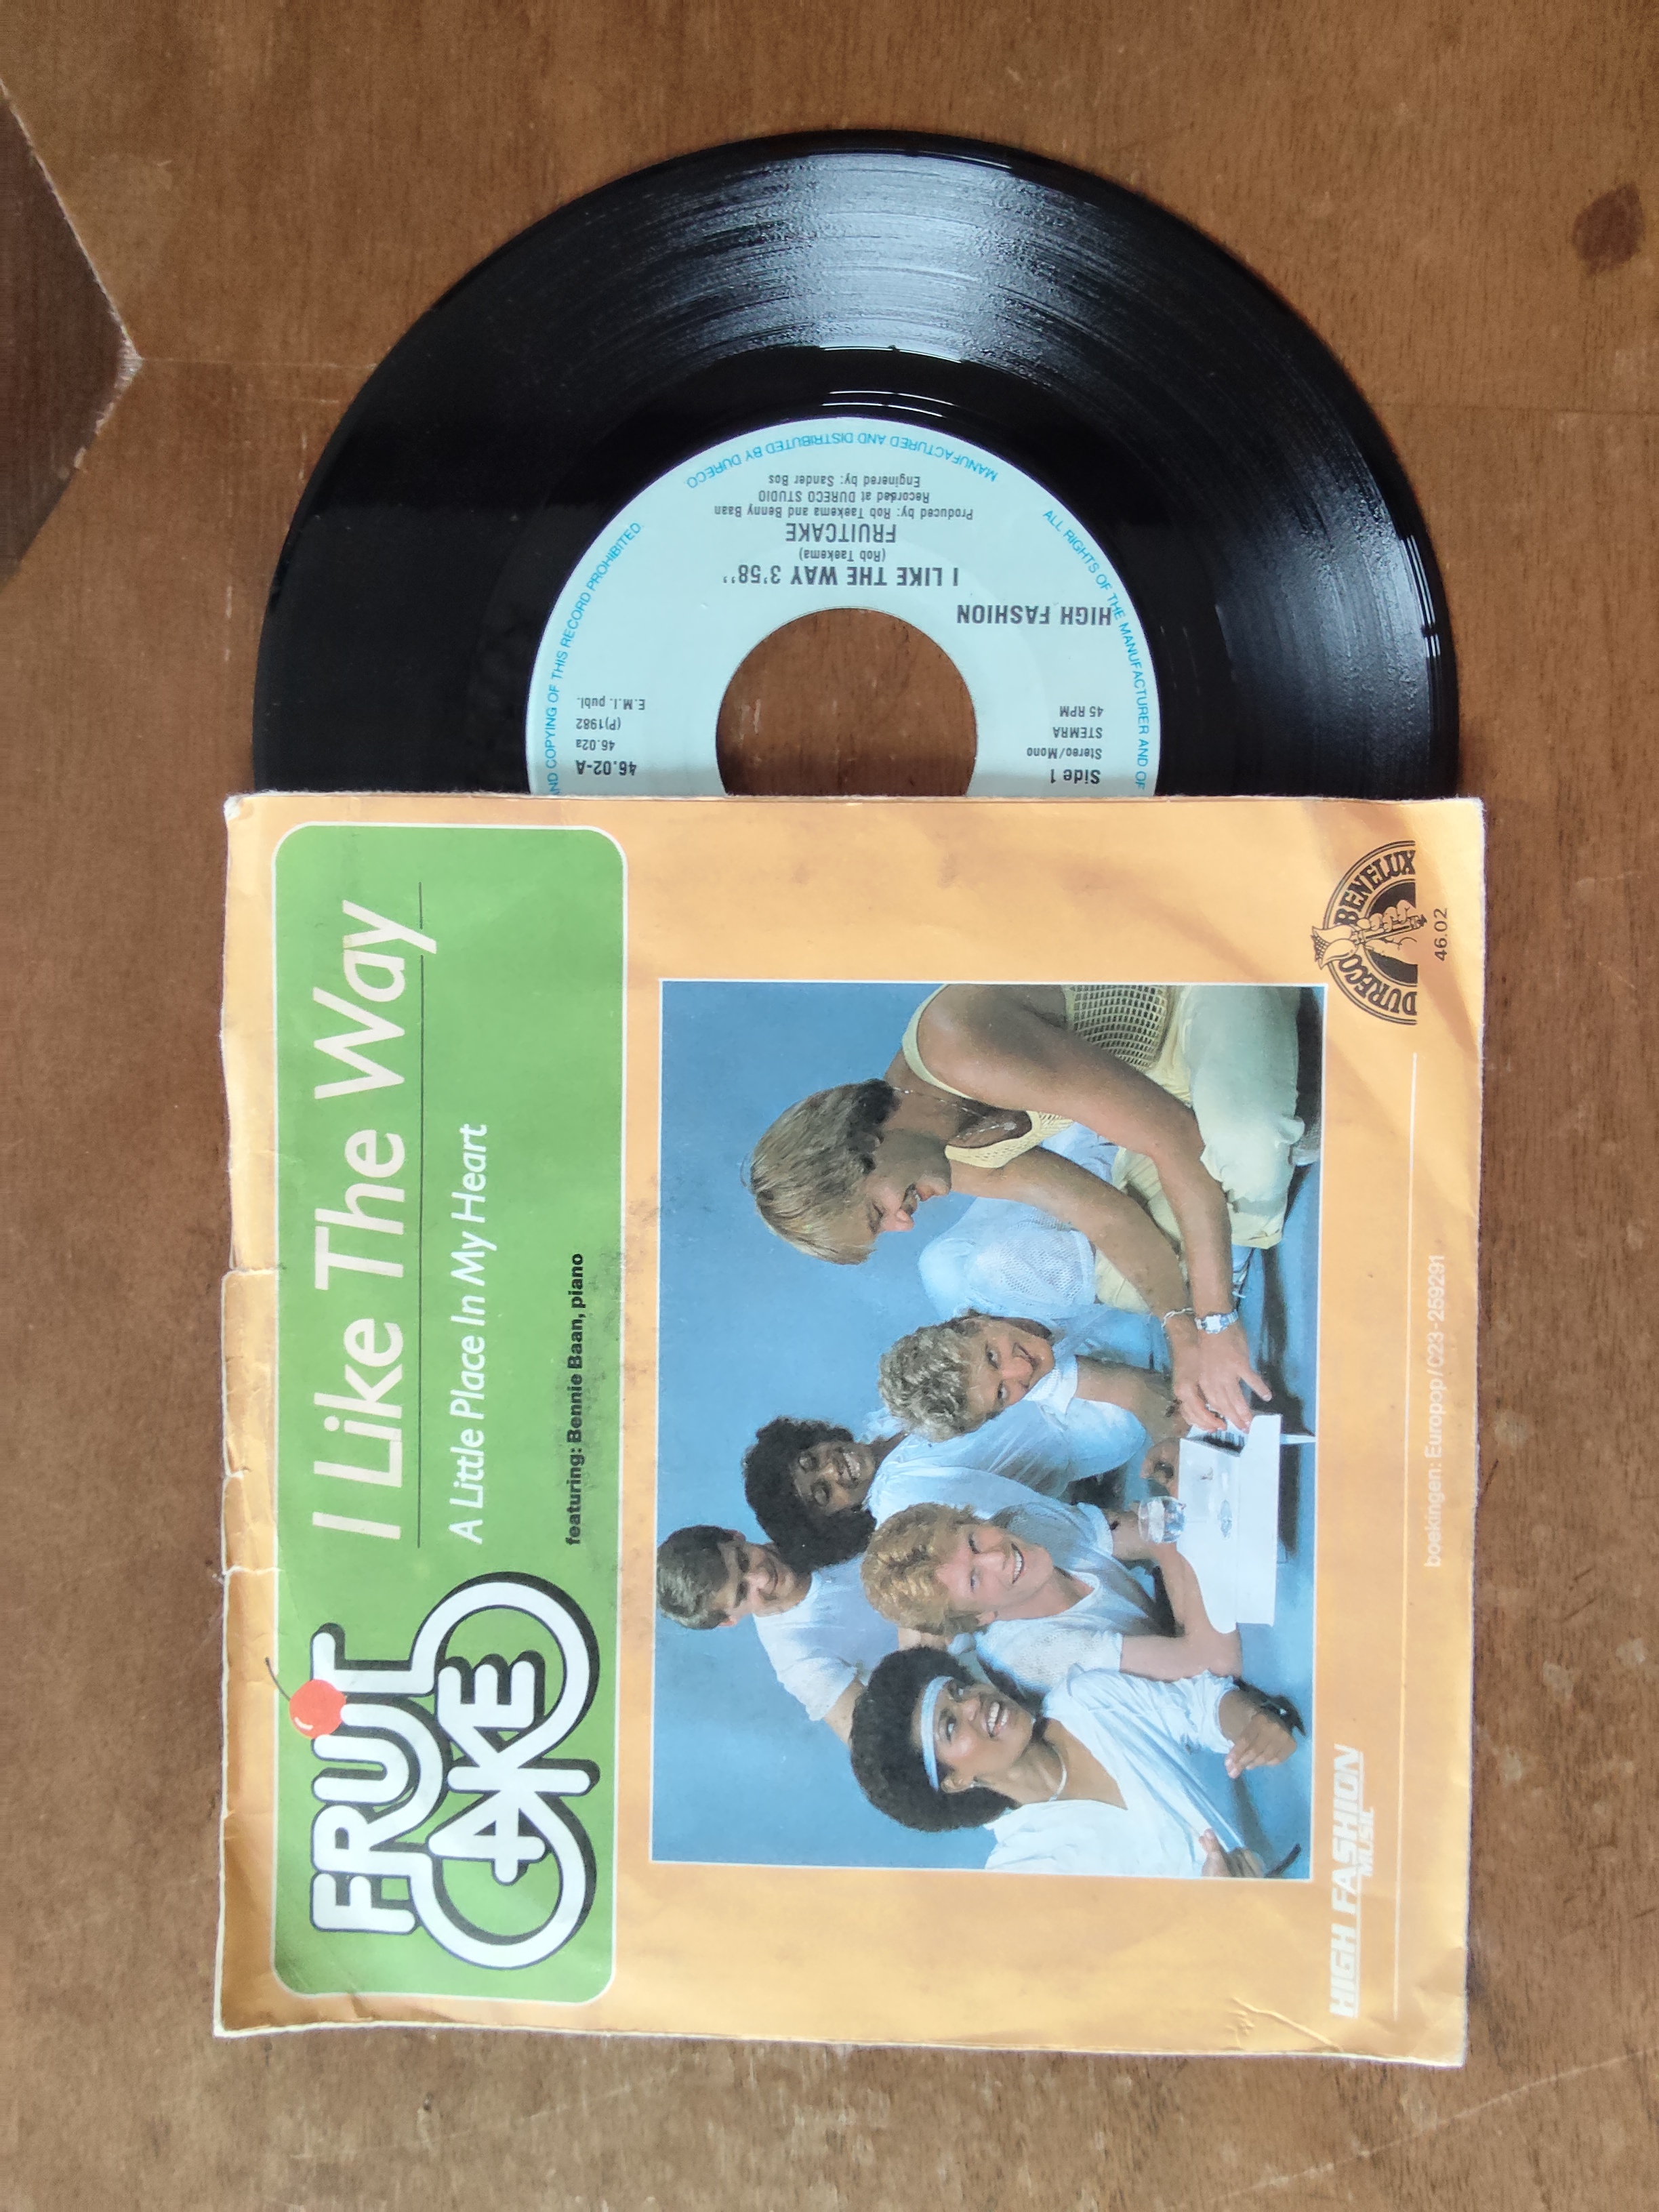 FRUIT
CAKE
I Like The Way
A Little Place In My Heart
featuring: Bennie Baan, piano
HIGH FASHION
MUSIC
boekingen: Europop/C23-259291
DURECO BENELUX
46.02
Side 1
Stereo/Mono
STEMRA
45 RPM
46.02-A
46.02a
(P)1982
E.M.I. publ.
HIGH FASHION
I LIKE THE WAY 3'58''
(Rob Taekema)
FRUITCAKE
Produced by: Rob Taekema and Benny Baan
Recorded at DURECO STUDIO
Enginered by: Sander Bos
MANUFACTURED AND DISTRIBUTED BY DURECO.
ALL RIGHTS OF THE MANUFACTURER AND OF
AND COPYING OF THIS RECORD PROHIBITED.